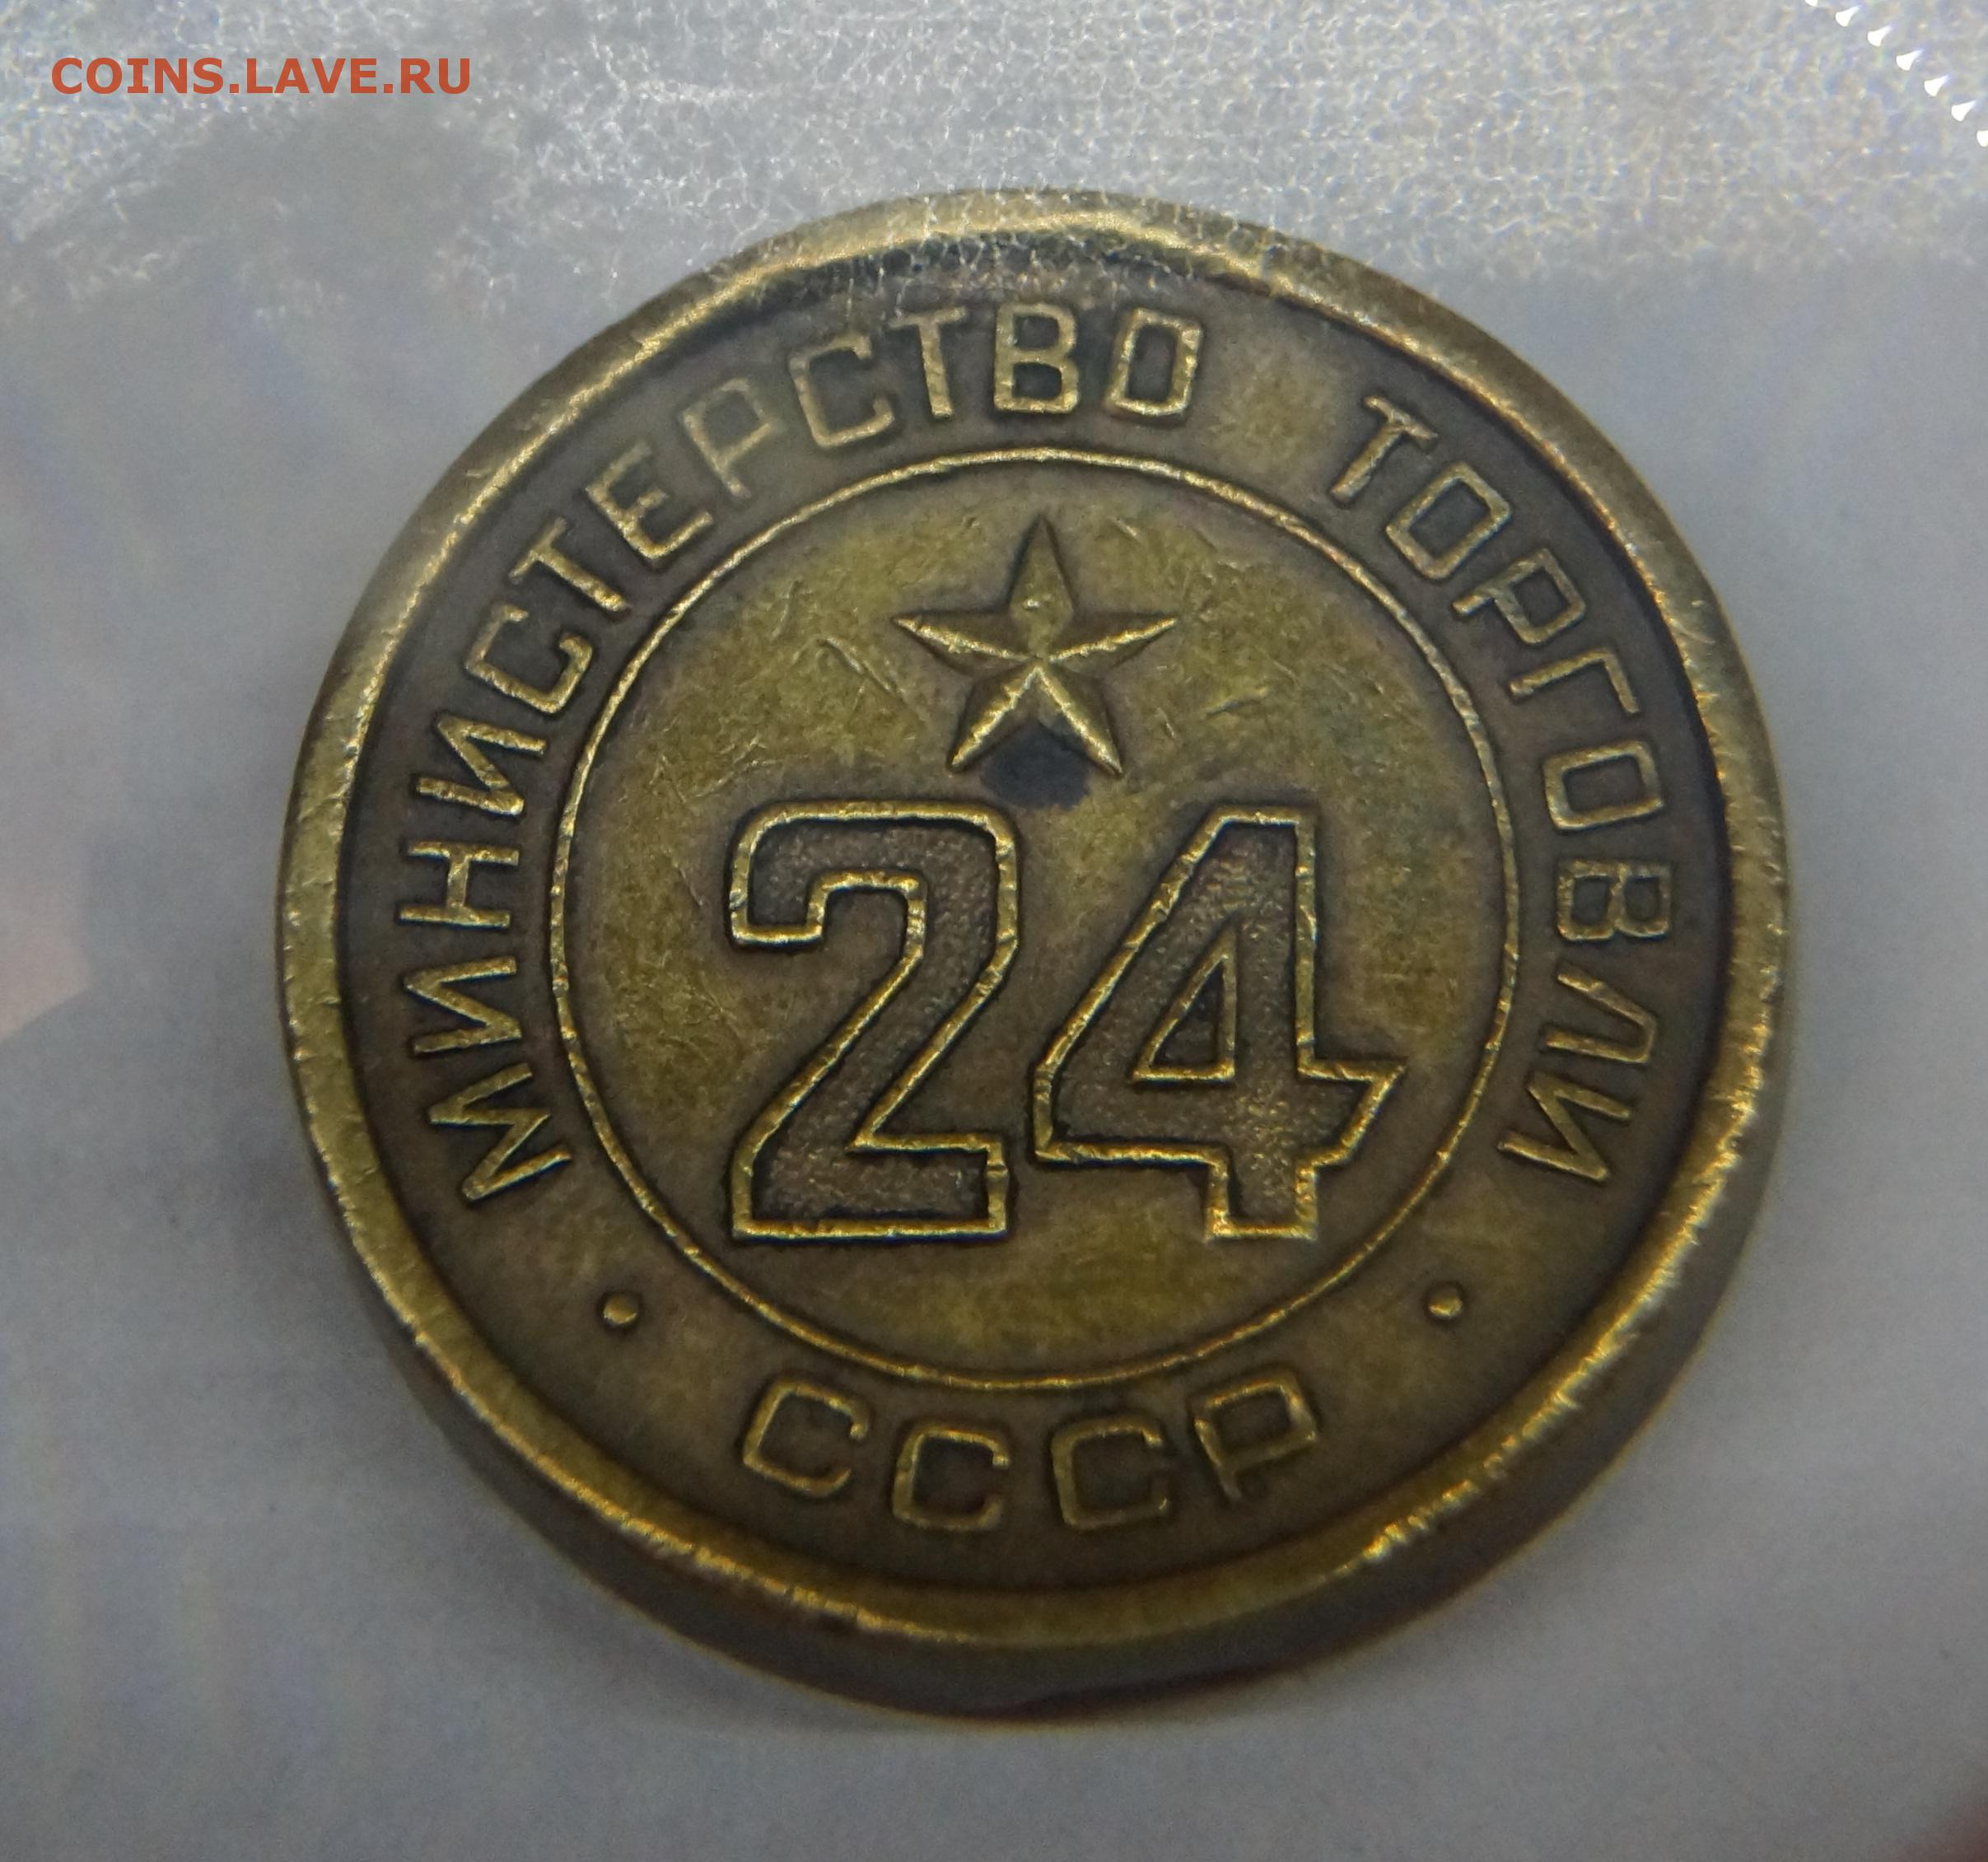 COINS.LAVE.RU
МИНИСТЕРСТВО ТОРГОВЛИ
24
СССР